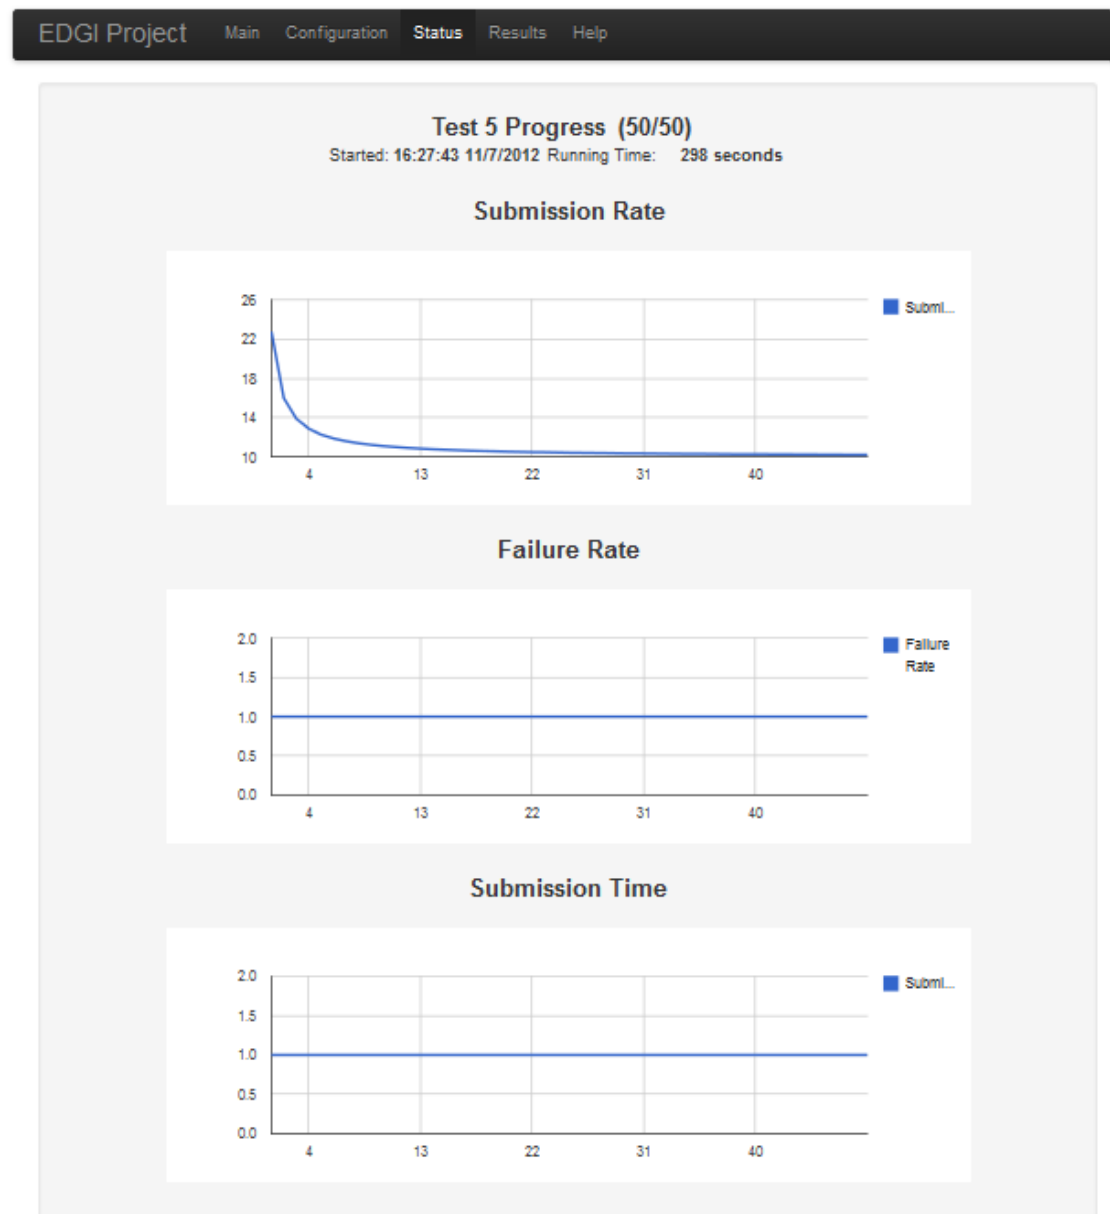 EDGI Project Main Configuration Status Results Help
Test 5 Progress (50/50)
Started: 16:27:43 11/7/2012 Running Time: 298 seconds
Submission Rate
26
22
18
14
10
4 13 22 31 40
Submi...
Failure Rate
2.0
1.5
1.0
0.5
0.0
4 13 22 31 40
Failure
Rate
Submission Time
2.0
1.5
1.0
0.5
0.0
4 13 22 31 40
Submi...